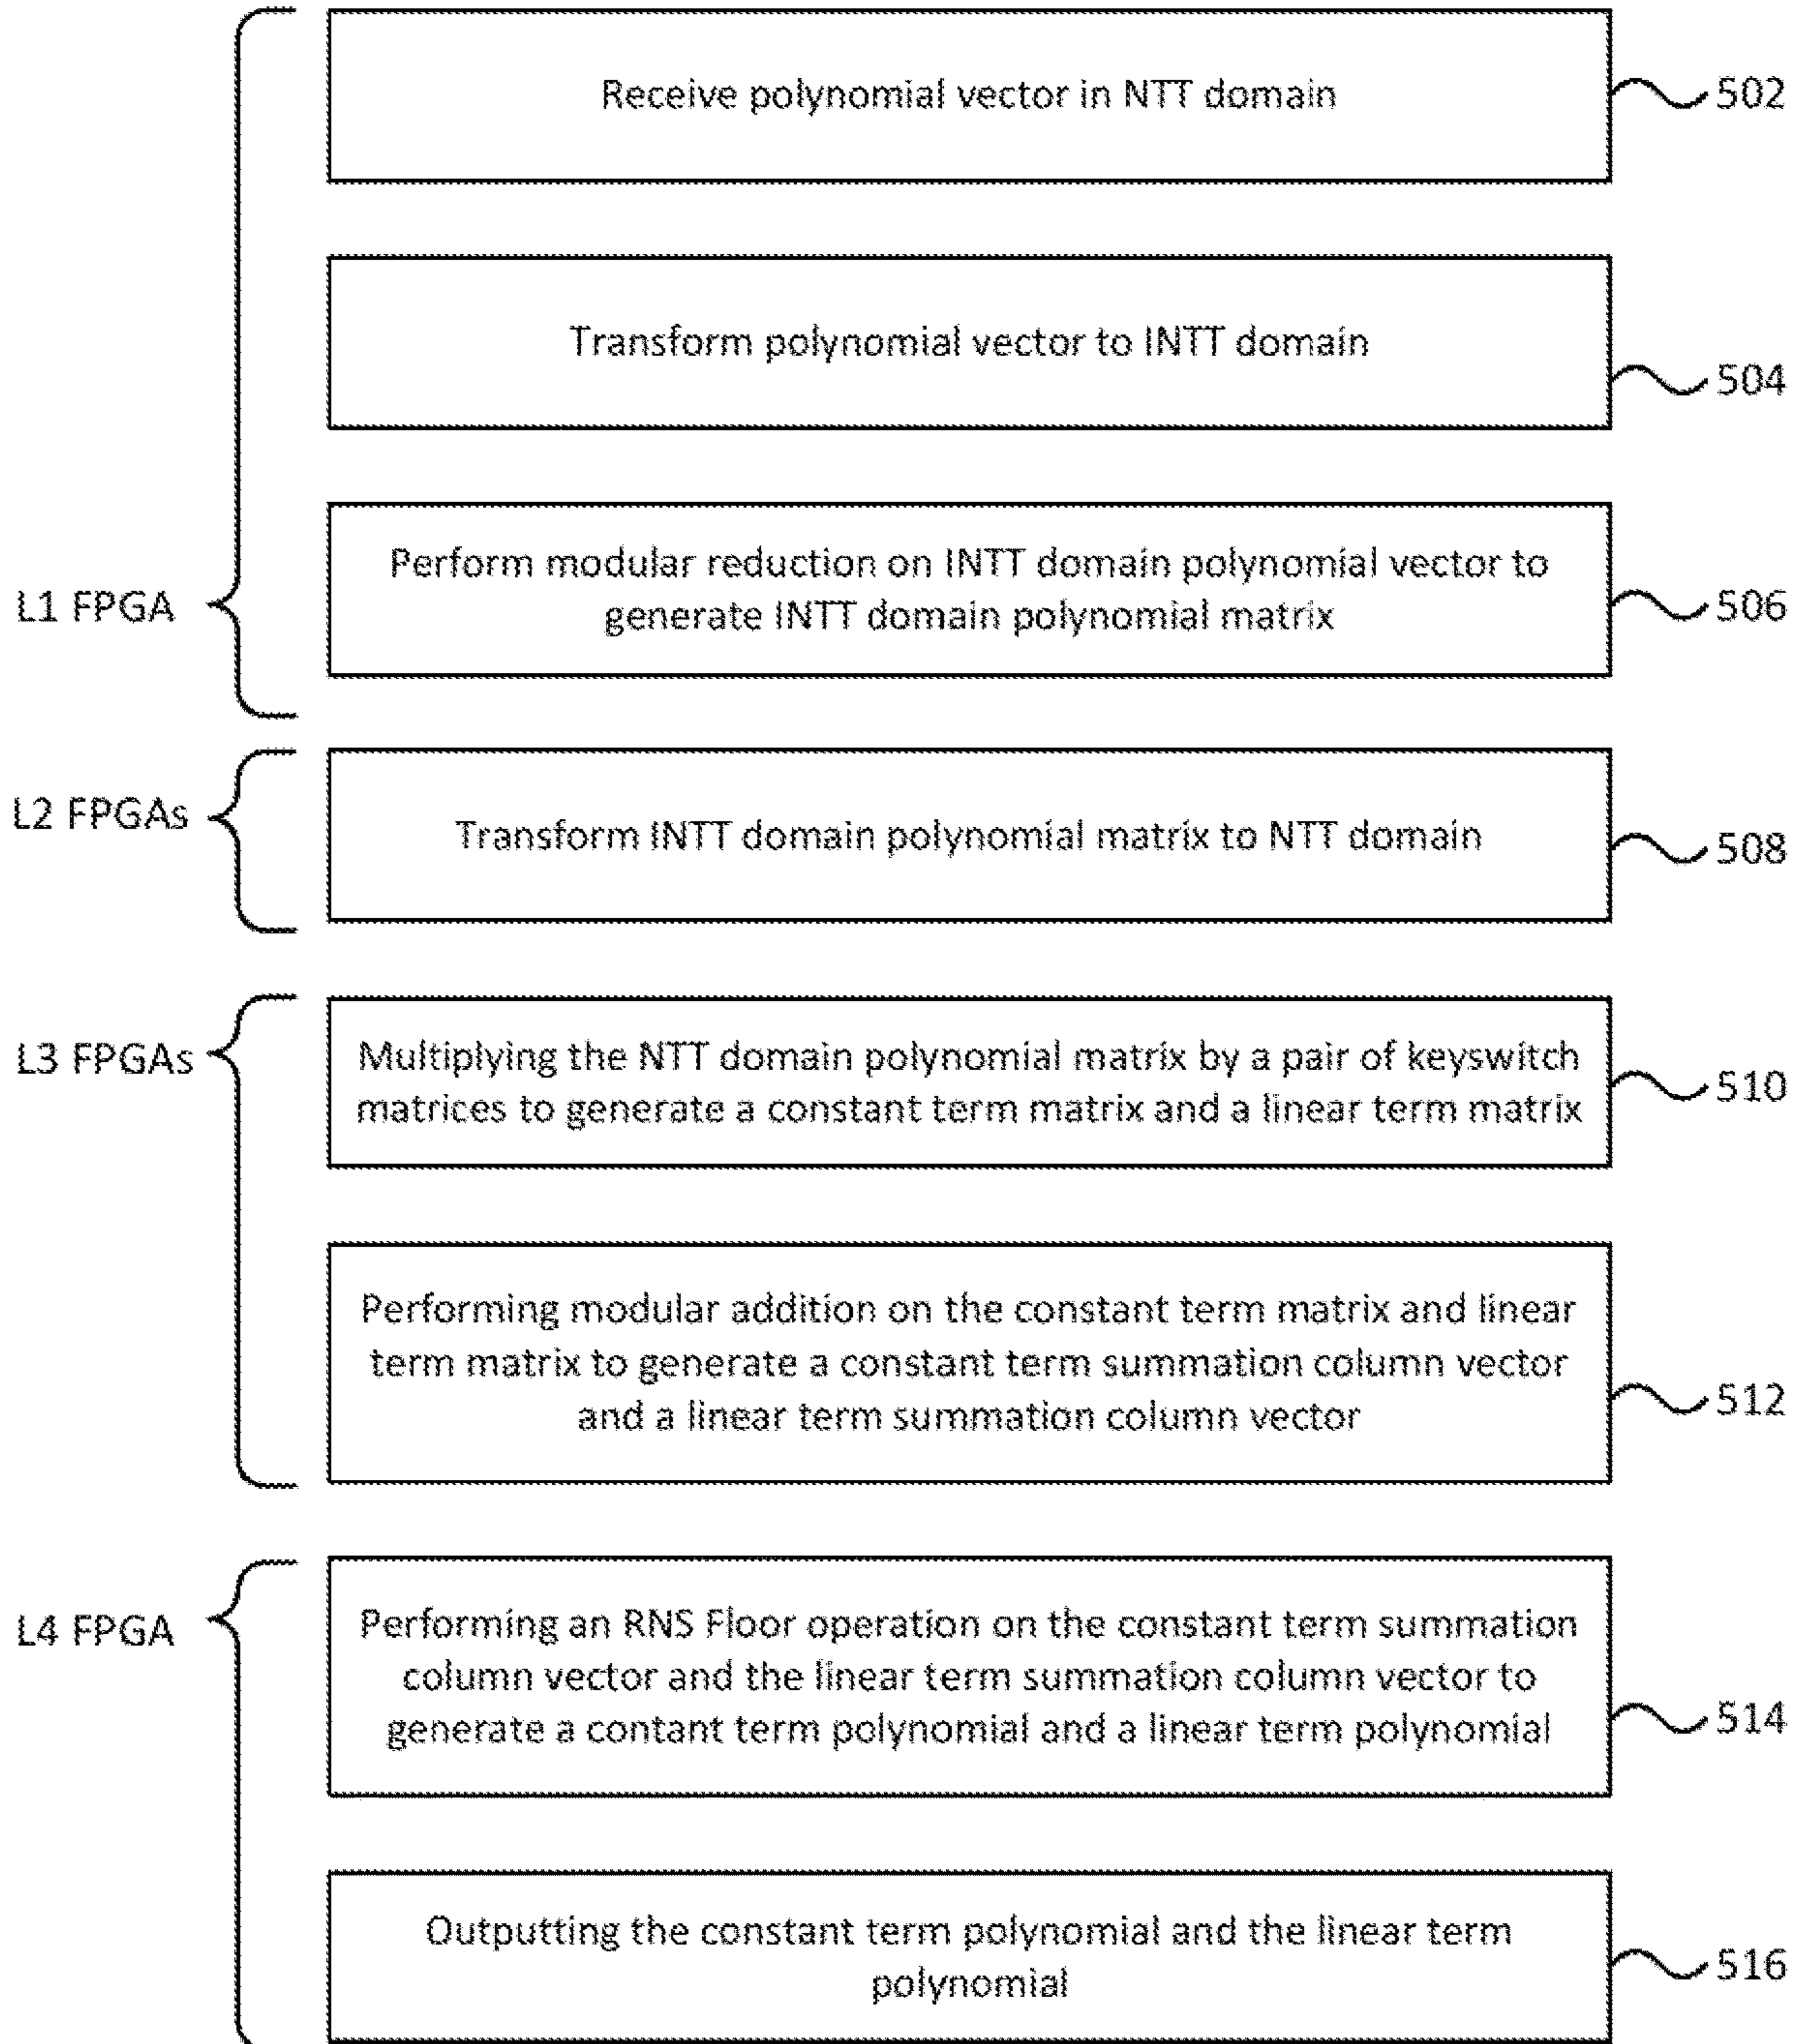 Receive polynomial vector in NTT domain
502
Transform polynomial vector to INTT domain
504
L1 FPGA
Perform modular reduction on INTT domain polynomial vector to
generate INTT domain polynomial matrix
506
L2 FPGAs
Transform INTT domain polynomial matrix to NTT domain
508
L3 FPGAs
Multiplying the NTT domain polynomial matrix by a pair of keyswitch
matrices to generate a constant term matrix and a linear term matrix
510
Performing modular addition on the constant term matrix and linear
term matrix to generate a constant term summation column vector
and a linear term summation column vector
512
L4 FPGA
Performing an RNS Floor operation on the constant term summation
column vector and the linear term summation column vector to
generate a contant term polynomial and a linear term polynomial
514
Outputting the constant term polynomial and the linear term
polynomial
516